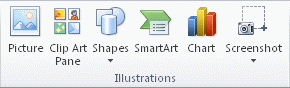 Picture Clip Art Shapes SmartArt Chart Screenshot
Pane
Illustrations